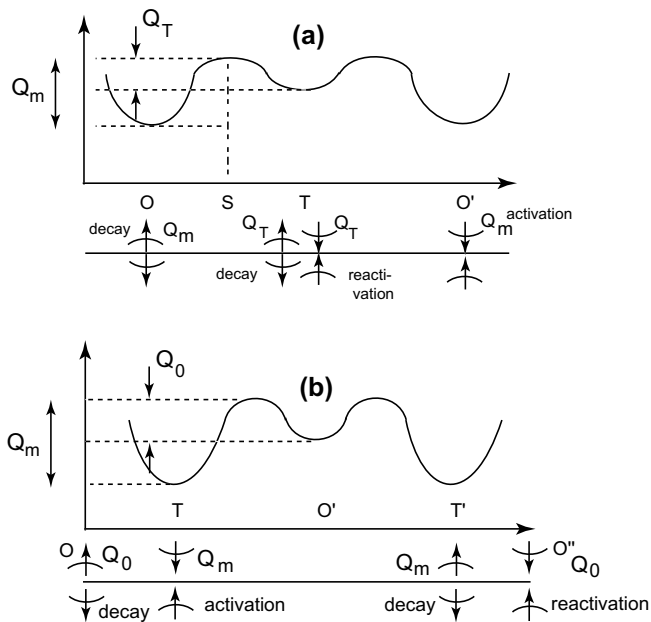 (a)
Q_T
Q_m
O S T O'
decay Q_m Q_T Q_T Q_m activation
decay reacti-
vation
(b)
Q_0
Q_m
T O' T'
O Q_0 Q_m Q_m O" Q_0
decay activation decay reactivation